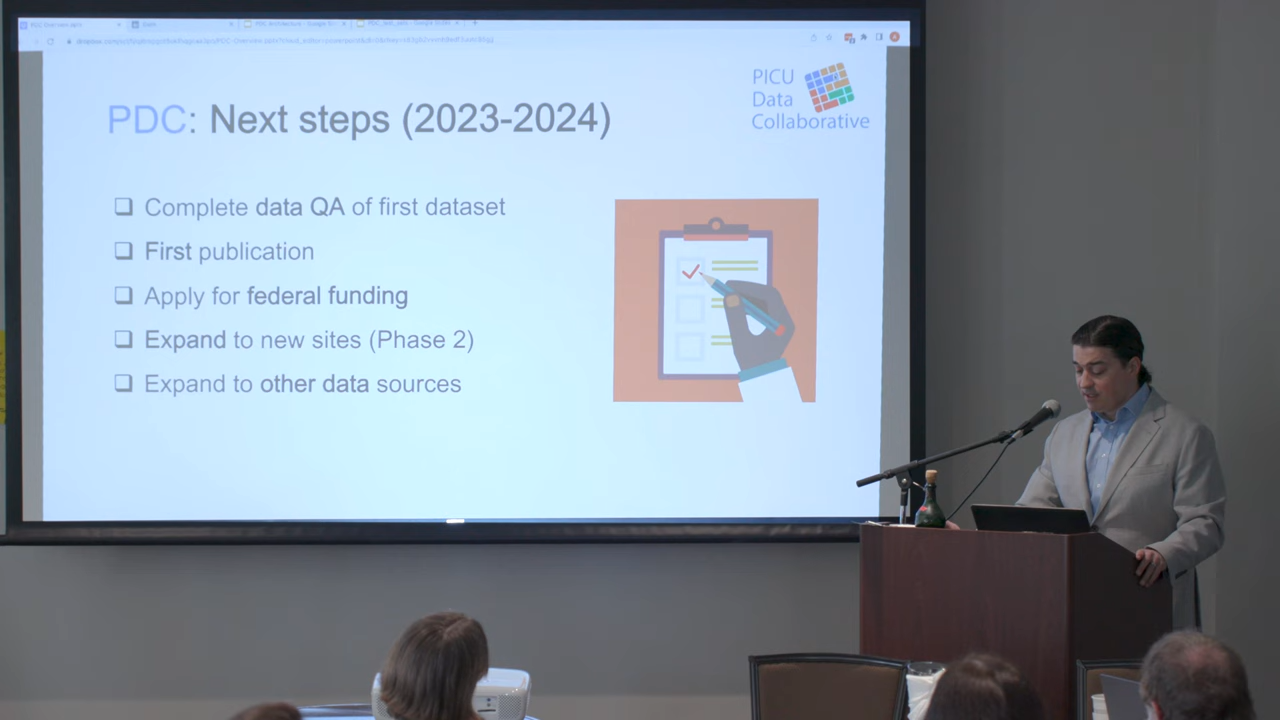 PDC: Next steps (2023-2024)
PICU
Data
Collaborative
❏ Complete data QA of first dataset
❏ First publication
❏ Apply for federal funding
❏ Expand to new sites (Phase 2)
❏ Expand to other data sources